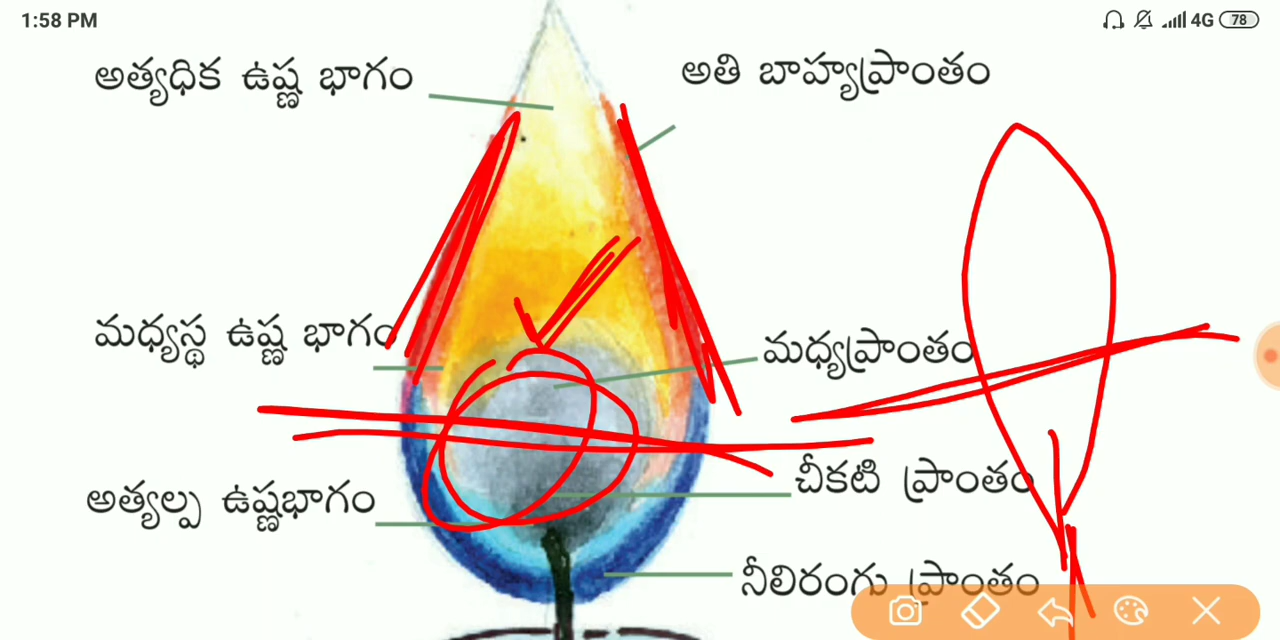 1:58 PM
4G 78
అత్యధిక ఉష్ణ భాగం
అతి బాహ్యప్రాంతం
మధ్యస్థ ఉష్ణ భాగం
మధ్యప్రాంతం
చీకటి ప్రాంతం
అత్యల్ప ఉష్ణభాగం
నీలిరంగు ప్రాంతం